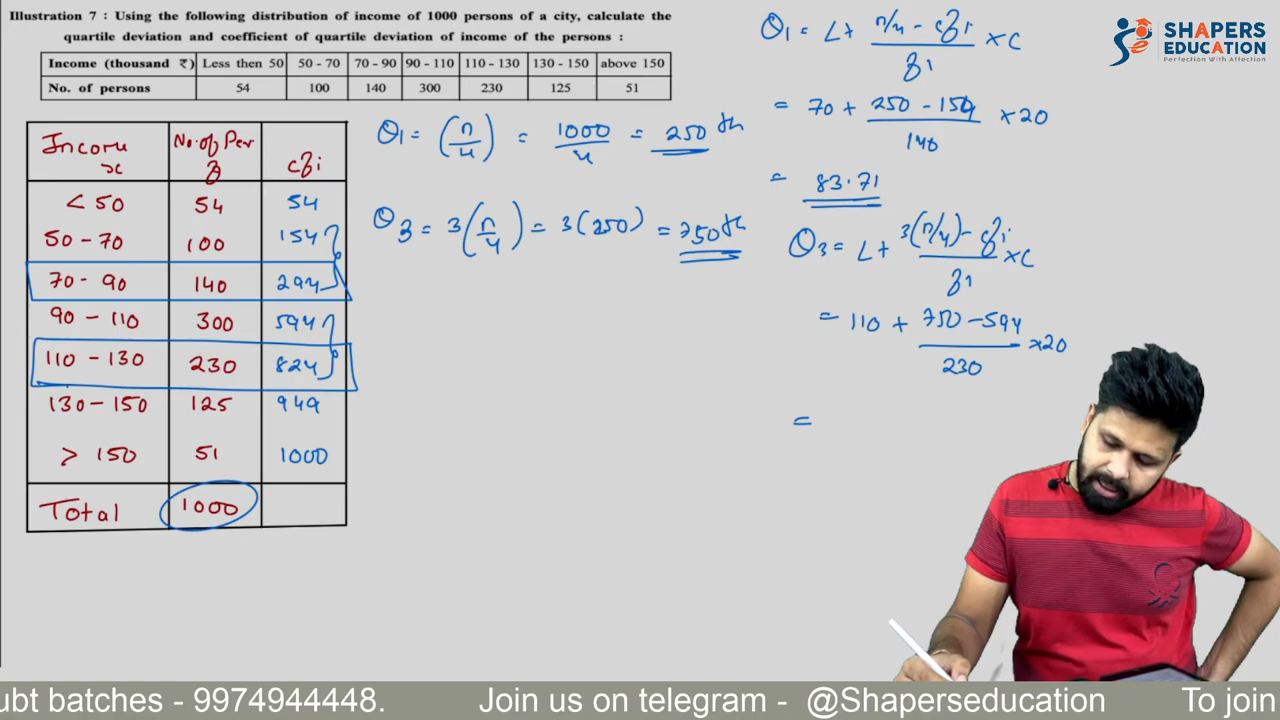 Illustration 7 : Using the following distribution of income of 1000 persons of a city, calculate the
quartile deviation and coefficient of quartile deviation of income of the persons :
Income (thousand ₹) Less then 50 50 - 70 70 - 90 90 - 110 110 - 130 130 - 150 above 150
No. of persons 54 100 140 300 230 125 51
Income x No. of Per f cfi
< 50 54 54
50 - 70 100 154
70 - 90 140 294
90 - 110 300 594
110 - 130 230 824
130 - 150 125 949
> 150 51 1000
Total 1000
Q1 = (n/4) = 1000/4 = 250 th
Q3 = 3(n/4) = 3(250) = 750th
Q1 = L + n/4 - cfi / fi × C
= 70 + 250 - 154 / 140 × 20
= 83.71
Q3 = L + 3(n/4) - cfi / fi × C
= 110 + 750 - 594 / 230 × 20
=
SHAPERS
EDUCATION
Perfection With Affection
ubt batches - 9974944448. Join us on telegram - @Shaperseducation To join